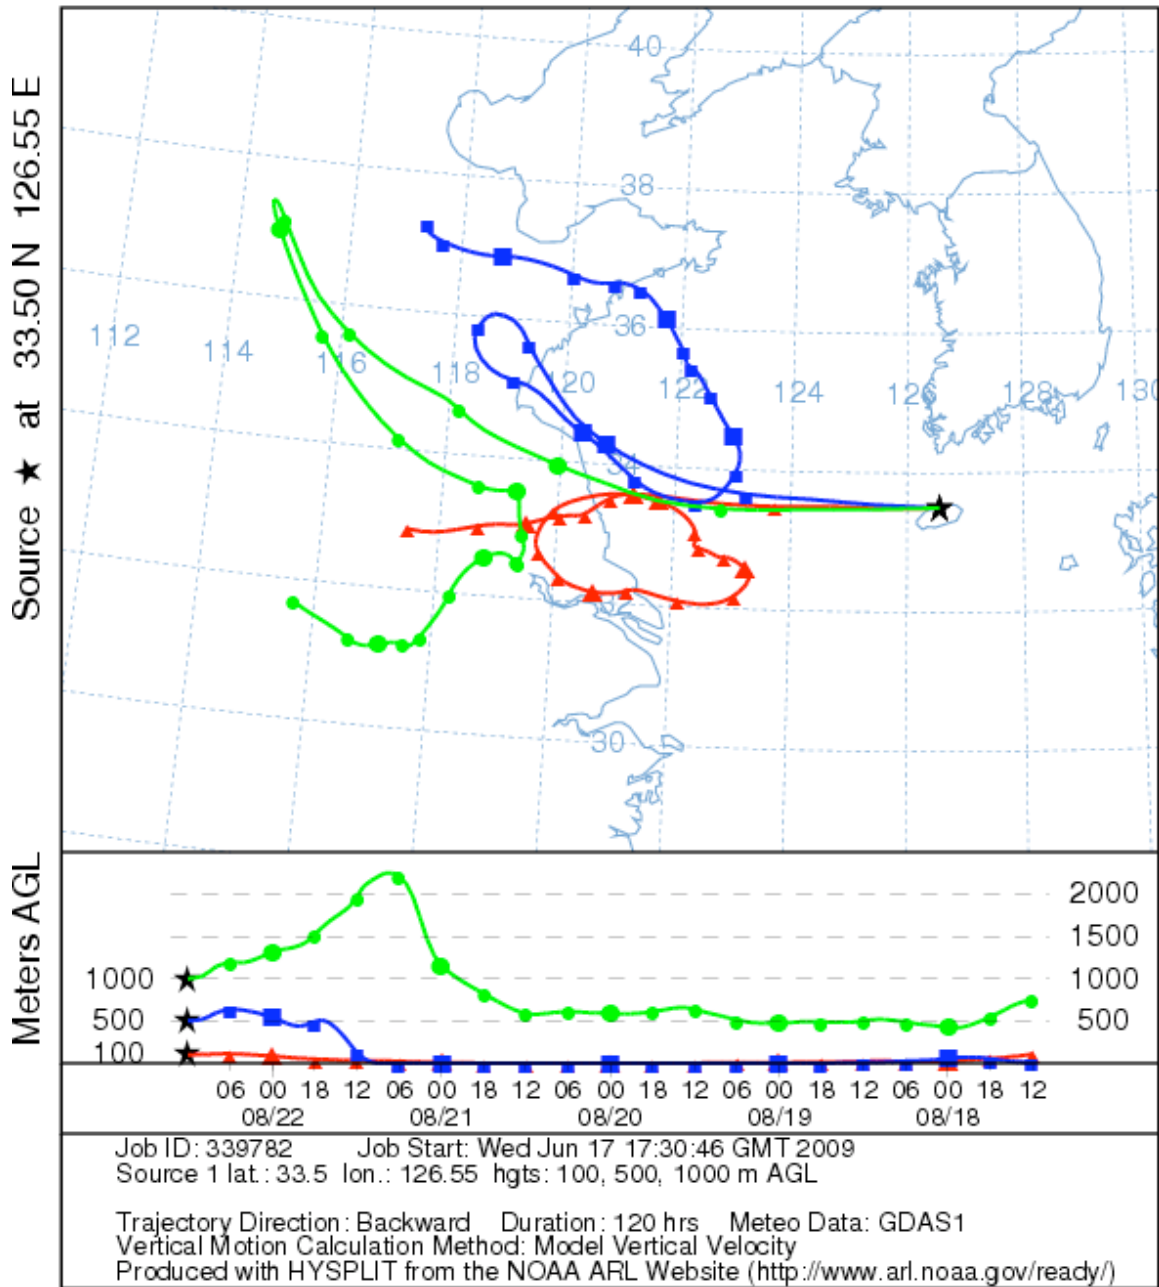 Source ★ at 33.50 N 126.55 E
40
38
36
112
114
116
118
120
122
124
126
128
130
34
30
Meters AGL
2000
1500
1000
1000
500
500
100
06 00 18 12 06 00 18 12 06 00 18 12 06 00 18 12 06 00 18 12
08/22 08/21 08/20 08/19 08/18
Job ID: 339782 Job Start: Wed Jun 17 17:30:46 GMT 2009
Source 1 lat.: 33.5 lon.: 126.55 hgts: 100, 500, 1000 m AGL
Trajectory Direction: Backward Duration: 120 hrs Meteo Data: GDAS1
Vertical Motion Calculation Method: Model Vertical Velocity
Produced with HYSPLIT from the NOAA ARL Website (http://www.arl.noaa.gov/ready/)